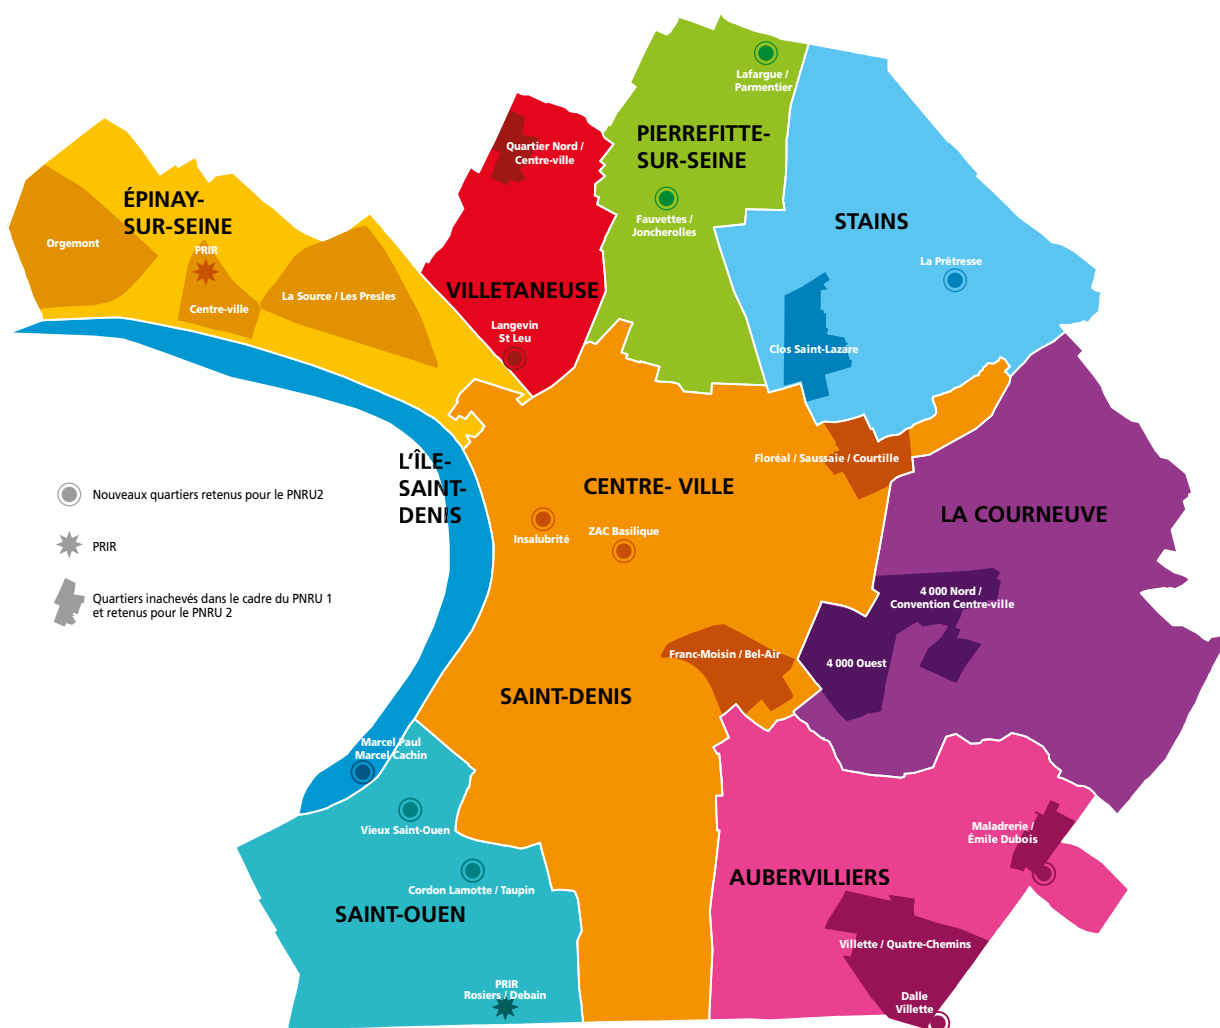 Lafargue /
Parmentier
PIERREFITTE-
SUR-SEINE
Quartier Nord /
Centre-ville
ÉPINAY-
SUR-SEINE
Fauvettes /
Joncherolles
STAINS
Orgemont
PRIR
La Prêtresse
VILLETANEUSE
La Source / Les Presles
Centre-ville
Langevin
St Leu
Clos Saint-Lazare
L'ÎLE-
SAINT-
DENIS
Floréal / Saussaie / Courtille
CENTRE- VILLE
LA COURNEUVE
Nouveaux quartiers retenus pour le PNRU2
PRIR
Quartiers inachevés dans le cadre du PNRU 1
et retenus pour le PNRU 2
Insalubrité
ZAC Basilique
4 000 Nord /
Convention Centre-ville
Franc-Moisin / Bel-Air
4 000 Ouest
SAINT-DENIS
Marcel Paul
Marcel Cachin
Vieux Saint-Ouen
Maladrerie /
Émile Dubois
Cordon Lamotte / Taupin
AUBERVILLIERS
SAINT-OUEN
Villette / Quatre-Chemins
PRIR
Rosiers / Debain
Dalle
Villette